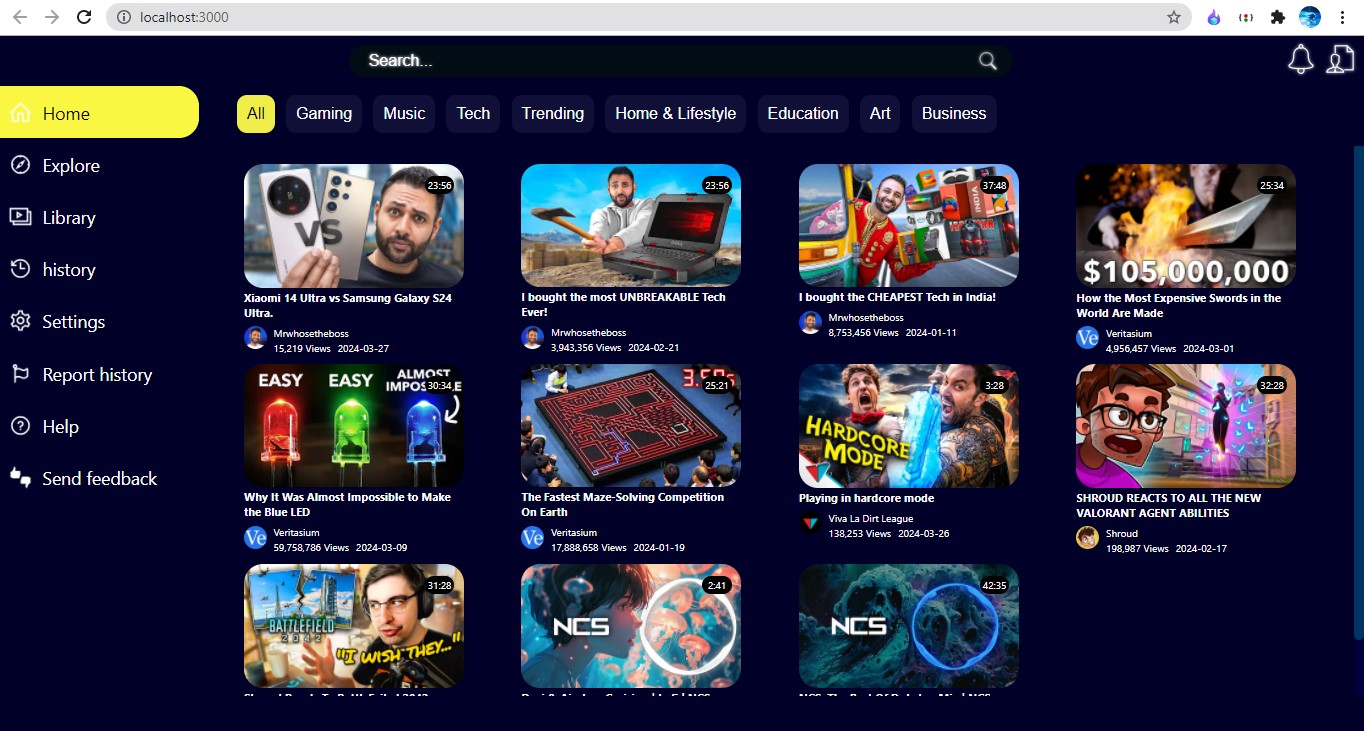 localhost:3000
Search...
Home
Explore
Library
history
Settings
Report history
Help
Send feedback
All Gaming Music Tech Trending Home & Lifestyle Education Art Business
VS
23:56
Xiaomi 14 Ultra vs Samsung Galaxy S24
Ultra.
Mrwhosetheboss
15,219 Views 2024-03-27
23:56
DELL
I bought the most UNBREAKABLE Tech
Ever!
Mrwhosetheboss
3,943,356 Views 2024-02-21
37:48
I bought the CHEAPEST Tech in India!
Mrwhosetheboss
8,753,456 Views 2024-01-11
25:34
$105,000,000
How the Most Expensive Swords in the
World Are Made
Ve
Veritasium
4,956,457 Views 2024-03-01
EASY EASY ALMOST
30:34
Why It Was Almost Impossible to Make
the Blue LED
Ve
Veritasium
59,758,786 Views 2024-03-09
25:21
The Fastest Maze-Solving Competition
On Earth
Ve
Veritasium
17,888,658 Views 2024-01-19
3:28
HARDCORE
MODE
Playing in hardcore mode
Viva La Dirt League
138,253 Views 2024-03-26
32:28
SHROUD REACTS TO ALL THE NEW
VALORANT AGENT ABILITIES
Shroud
198,987 Views 2024-02-17
31:28
BATTLEFIELD
2042
"I WISH THEY..."
2:41
NCS
42:35
NCS